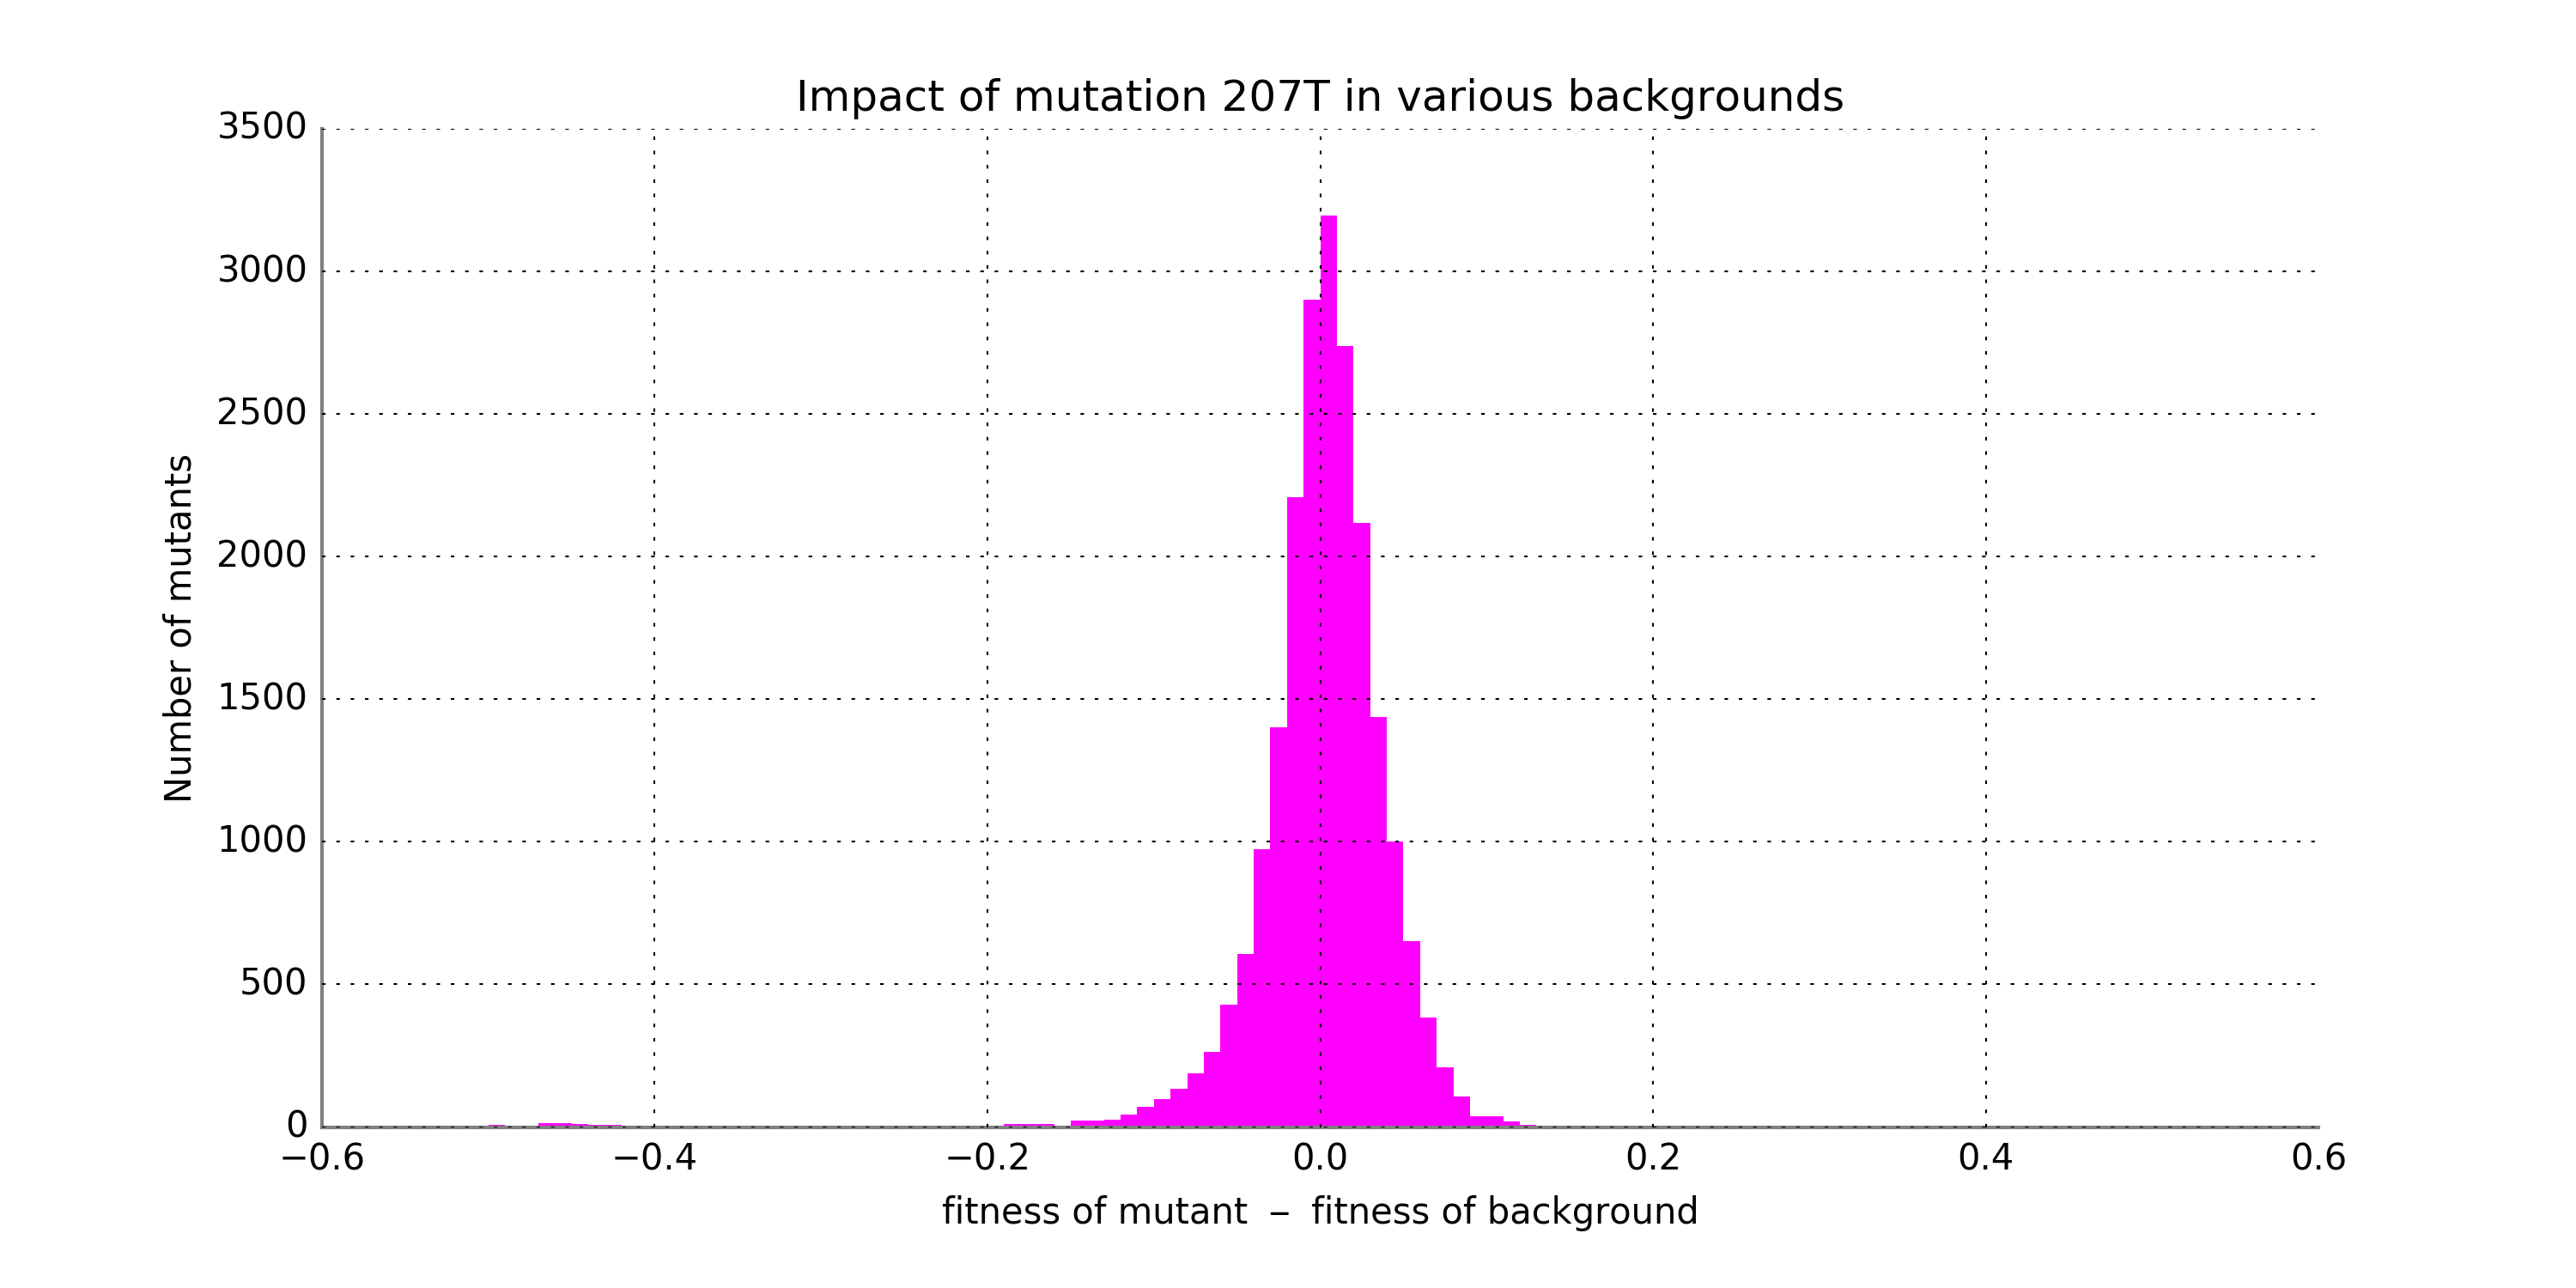 Impact of mutation 207T in various backgrounds
3500
3000
2500
2000
1500
1000
500
0
Number of mutants
−0.6 −0.4 −0.2 0.0 0.2 0.4 0.6
fitness of mutant − fitness of background